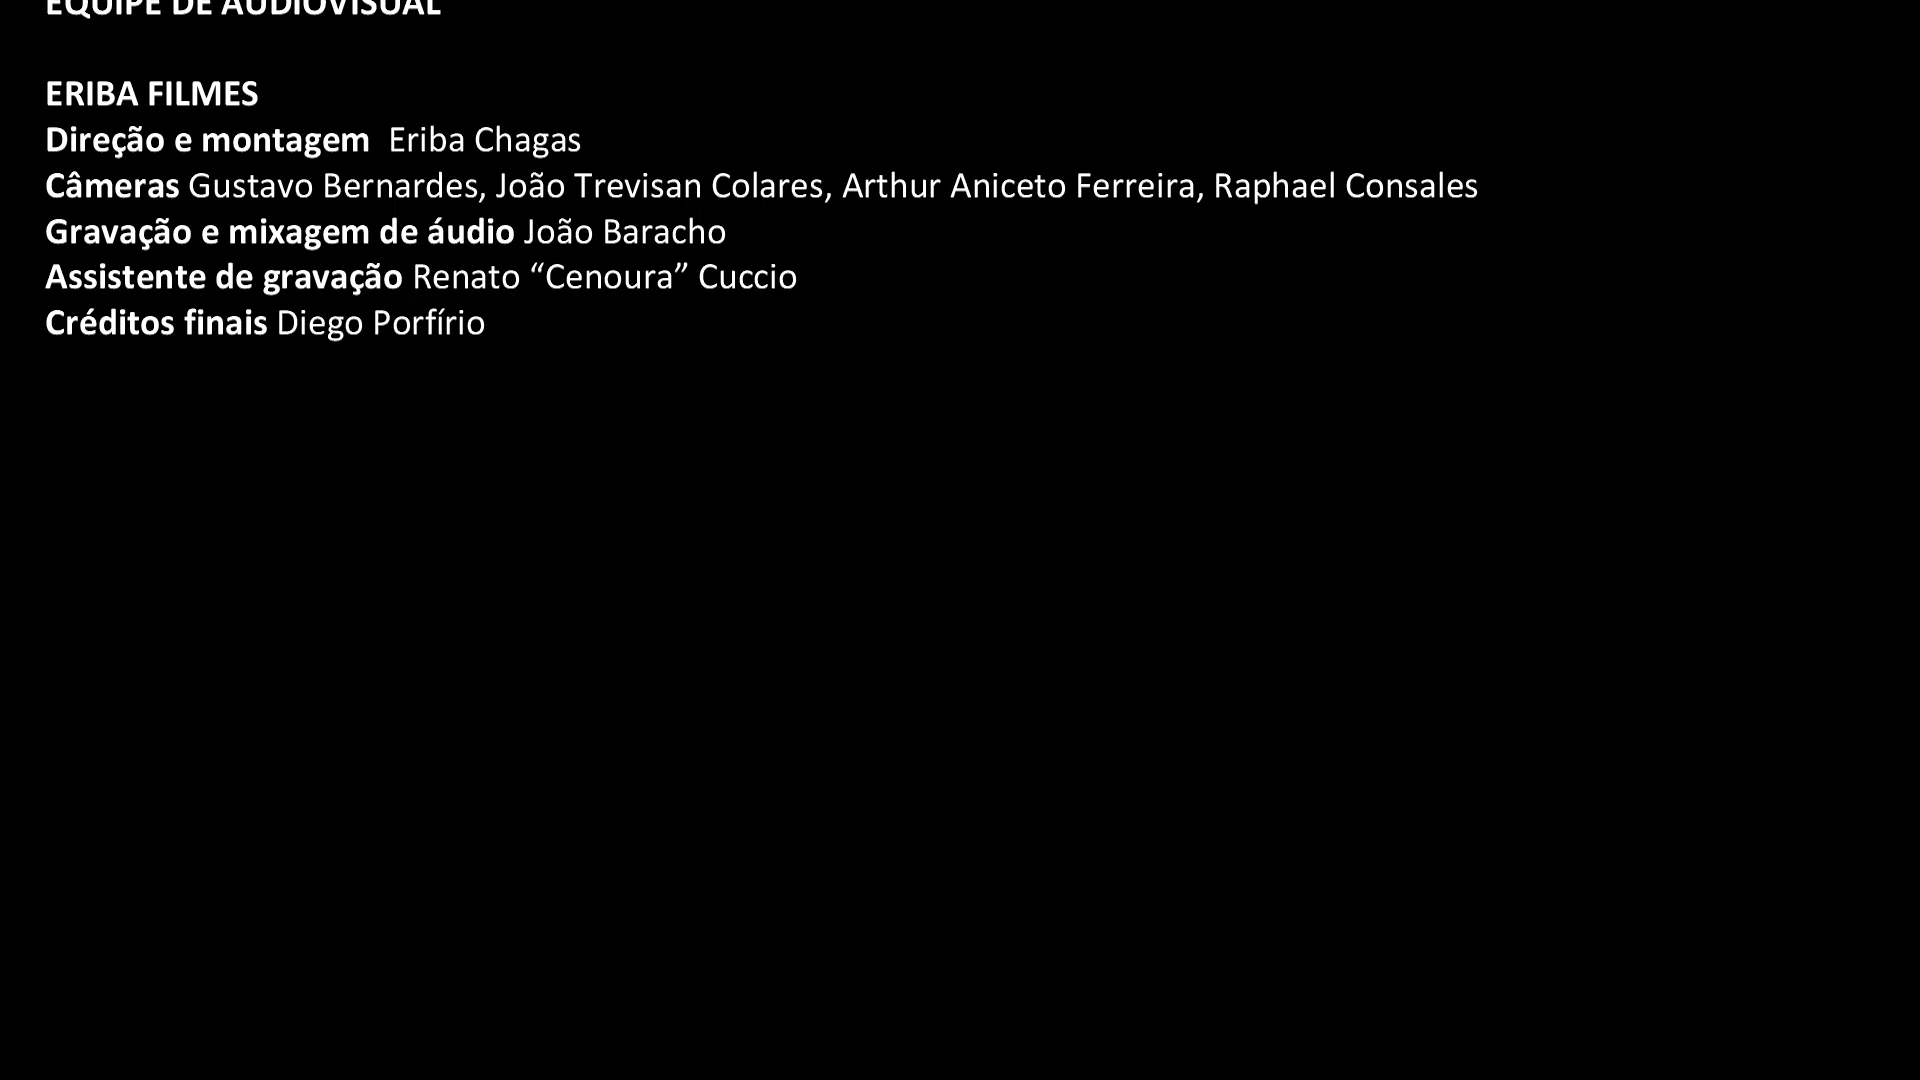 EQUIPE DE AUDIOVISUAL
ERIBA FILMES
Direção e montagem  Eriba Chagas
Câmeras Gustavo Bernardes, João Trevisan Colares, Arthur Aniceto Ferreira, Raphael Consales
Gravação e mixagem de áudio João Baracho
Assistente de gravação Renato “Cenoura” Cuccio
Créditos finais Diego Porfírio